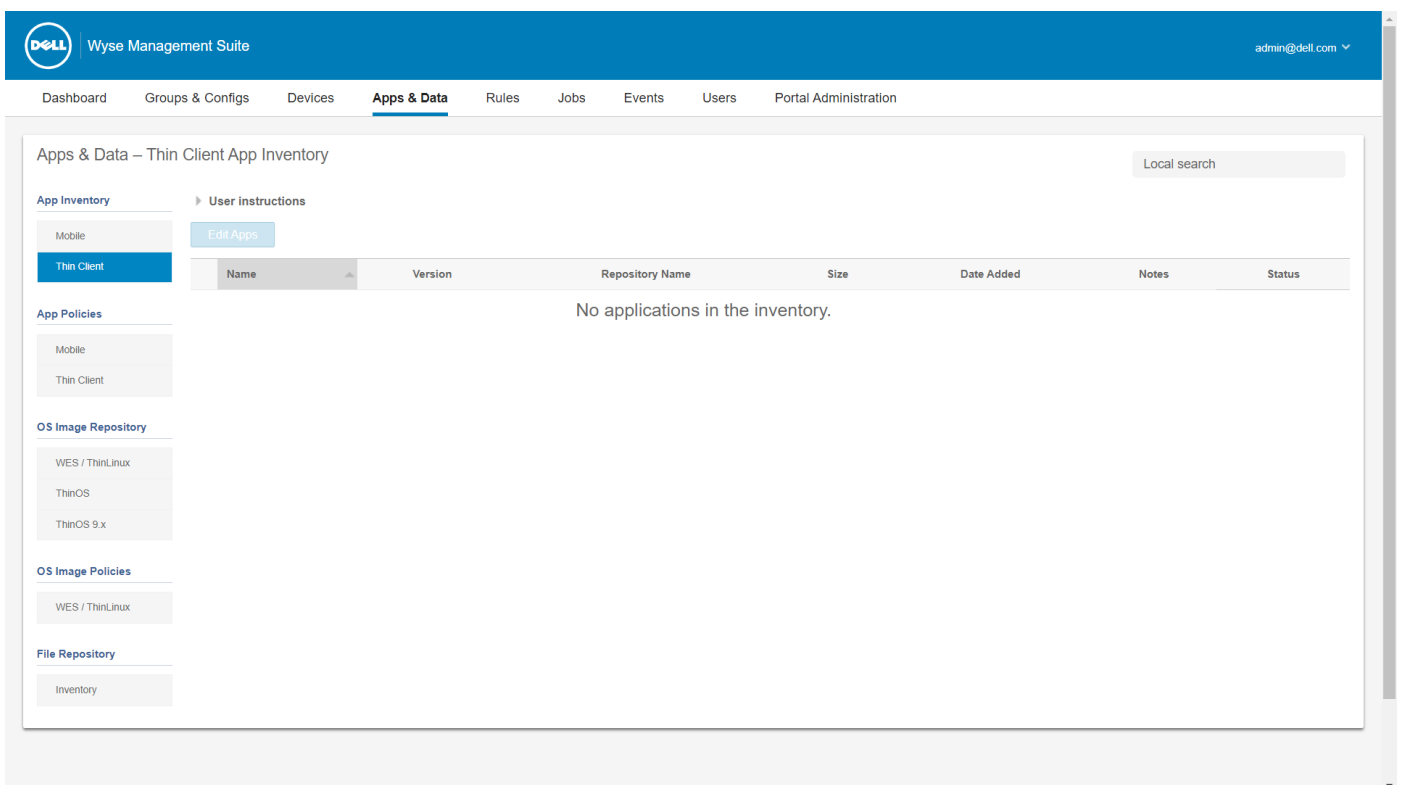 DELL Wyse Management Suite admin@dell.com
Dashboard Groups & Configs Devices Apps & Data Rules Jobs Events Users Portal Administration
Apps & Data – Thin Client App Inventory
Local search
App Inventory
Mobile
Thin Client
App Policies
Mobile
Thin Client
OS Image Repository
WES / ThinLinux
ThinOS
ThinOS 9.x
OS Image Policies
WES / ThinLinux
File Repository
Inventory
User instructions
Edit Apps
Name Version Repository Name Size Date Added Notes Status
No applications in the inventory.